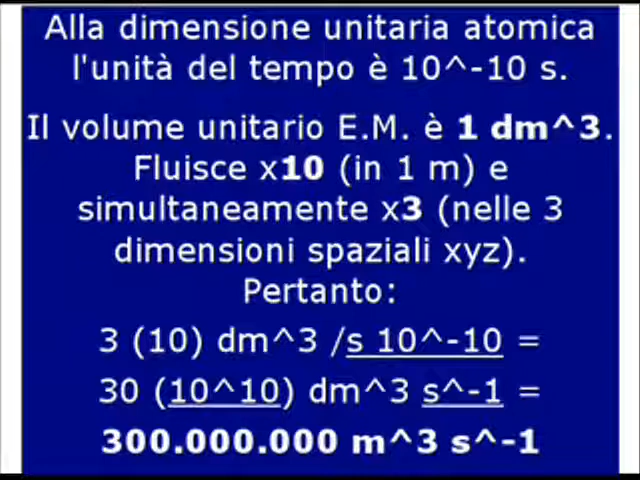 Alla dimensione unitaria atomica
l'unità del tempo è 10^-10 s.
Il volume unitario E.M. è 1 dm^3.
Fluisce x10 (in 1 m) e
simultaneamente x3 (nelle 3
dimensioni spaziali xyz).
Pertanto:
3 (10) dm^3 /s 10^-10 =
30 (10^10) dm^3 s^-1 =
300.000.000 m^3 s^-1